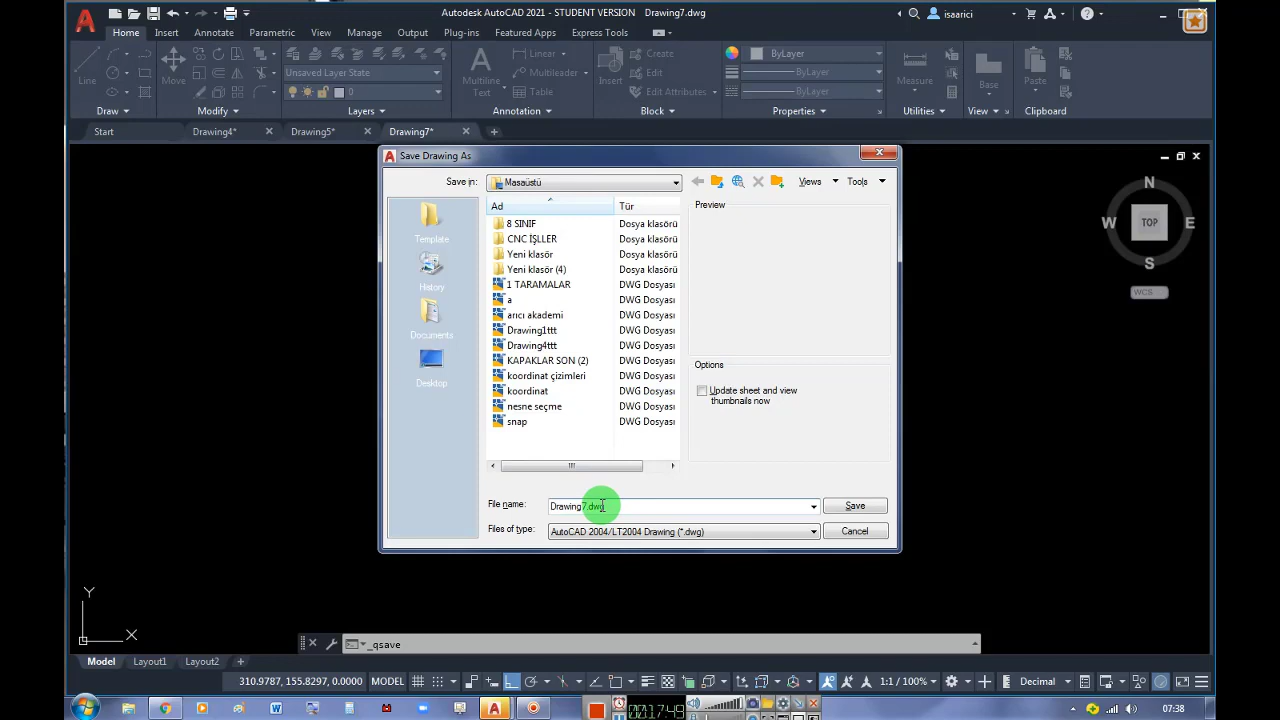 Autodesk AutoCAD 2021 - STUDENT VERSION Drawing7.dwg isaarici
Home Insert Annotate Parametric View Manage Output Plug-ins Featured Apps Express Tools
Line Move Unsaved Layer State 0 Multiline Text Linear Multileader Table Insert Create Edit Edit Attributes ByLayer ByLayer ByLayer Measure Base Paste
Draw Modify Layers Annotation Block Properties Utilities View Clipboard
Start Drawing4* Drawing5* Drawing7*
Save Drawing As
Save in: Masaüstü Views Tools
Ad Tür Preview
8 SINIF Dosya klasörü
CNC İŞLLER Dosya klasörü
Yeni klasör Dosya klasörü
Yeni klasör (4) Dosya klasörü
1 TARAMALAR DWG Dosyası
a DWG Dosyası
arıcı akademi DWG Dosyası
Drawing1ttt DWG Dosyası
Drawing4ttt DWG Dosyası
KAPAKLAR SON (2) DWG Dosyası
koordinat çizimleri DWG Dosyası
koordinat DWG Dosyası
nesne seçme DWG Dosyası
snap DWG Dosyası
Template
History
Documents
Desktop
Options
Update sheet and view
thumbnails now
File name: Drawing7.dwg Save
Files of type: AutoCAD 2004/LT2004 Drawing (*.dwg) Cancel
N
W TOP E
S
WCS
Y
X
_qsave
Model Layout1 Layout2
310.9787, 155.8297, 0.0000 MODEL 1:1 / 100% Decimal
00:17:49 07:38